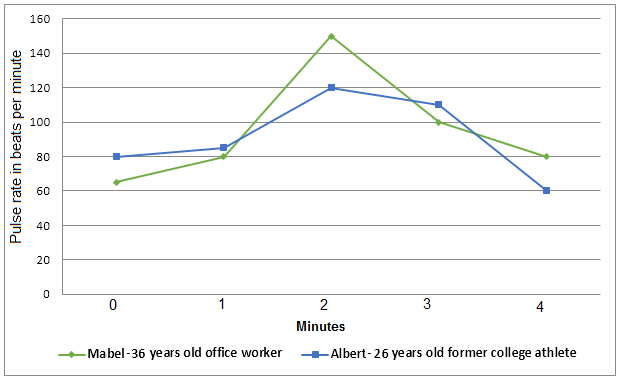 160
140
120
100
80
60
40
20
0
Pulse rate in beats per minute
0 1 2 3 4
Minutes
Mabel-36 years old office worker Albert- 26 years old former college athlete